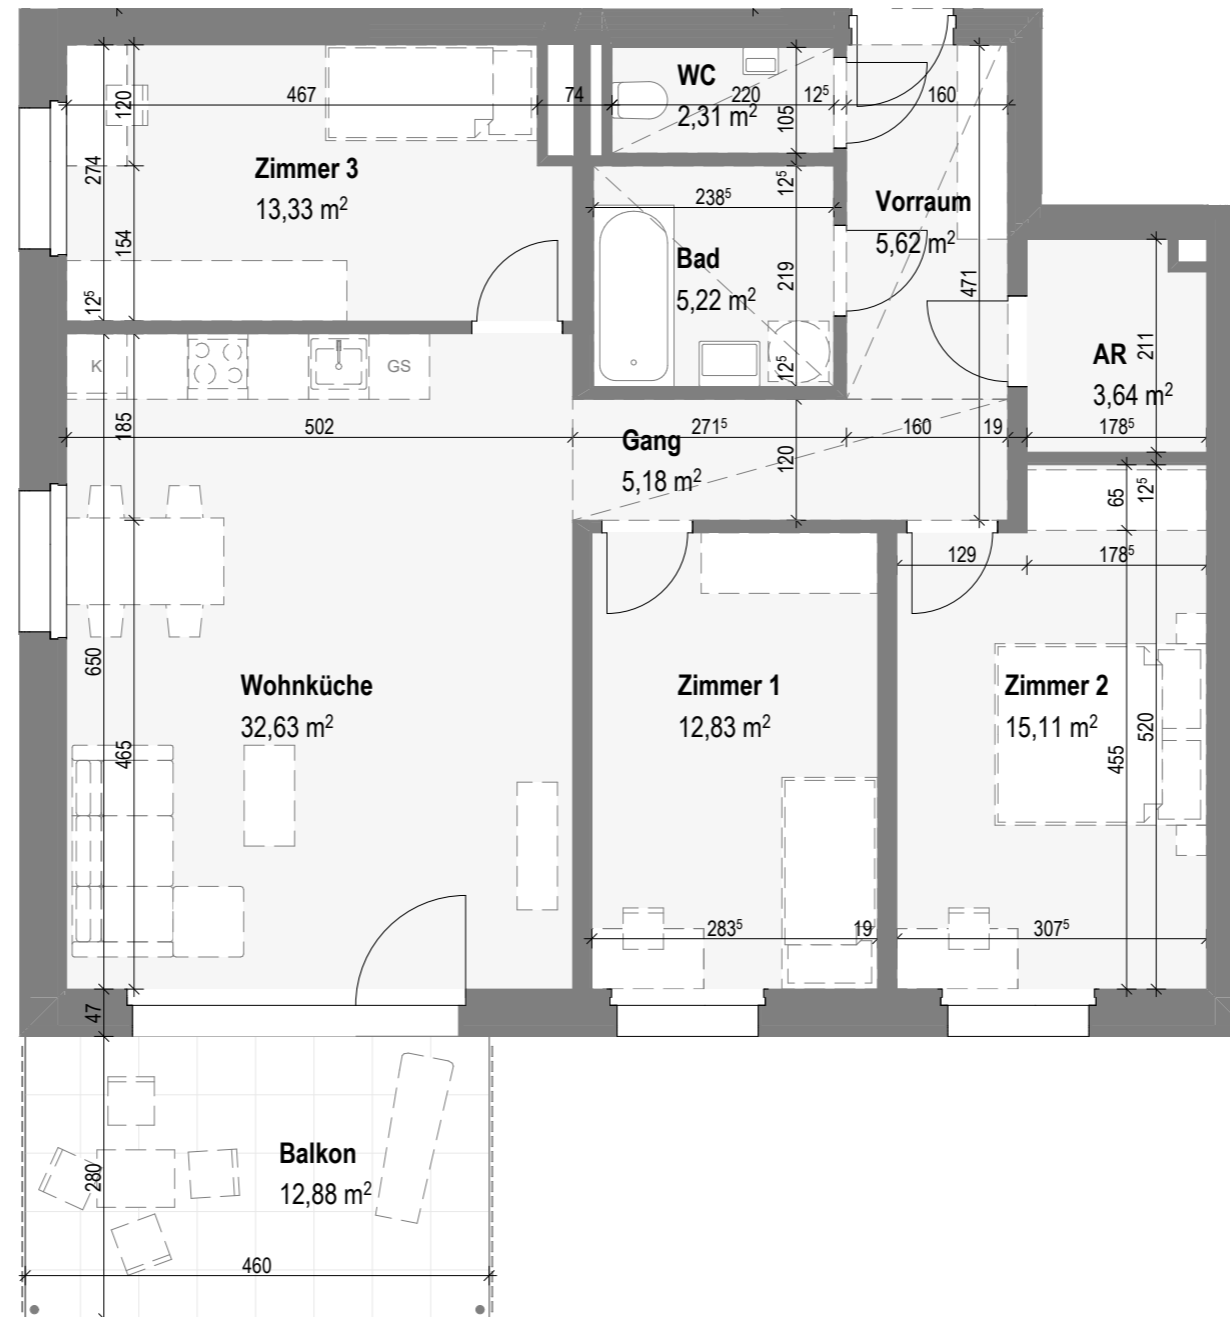 WC
2,31 m²
467
74
220
12⁵
160
120
105
274
Zimmer 3
13,33 m²
154
12⁵
12⁵
238⁵
Vorraum
5,62 m²
Bad
5,22 m²
219
471
12⁵
K
GS
AR
3,64 m²
211
185
502
271⁵
160
19
178⁵
Gang
5,18 m²
120
65
12⁵
129
178⁵
650
Wohnküche
32,63 m²
Zimmer 1
12,83 m²
Zimmer 2
15,11 m²
465
455
520
283⁵
19
307⁵
47
Balkon
12,88 m²
280
460